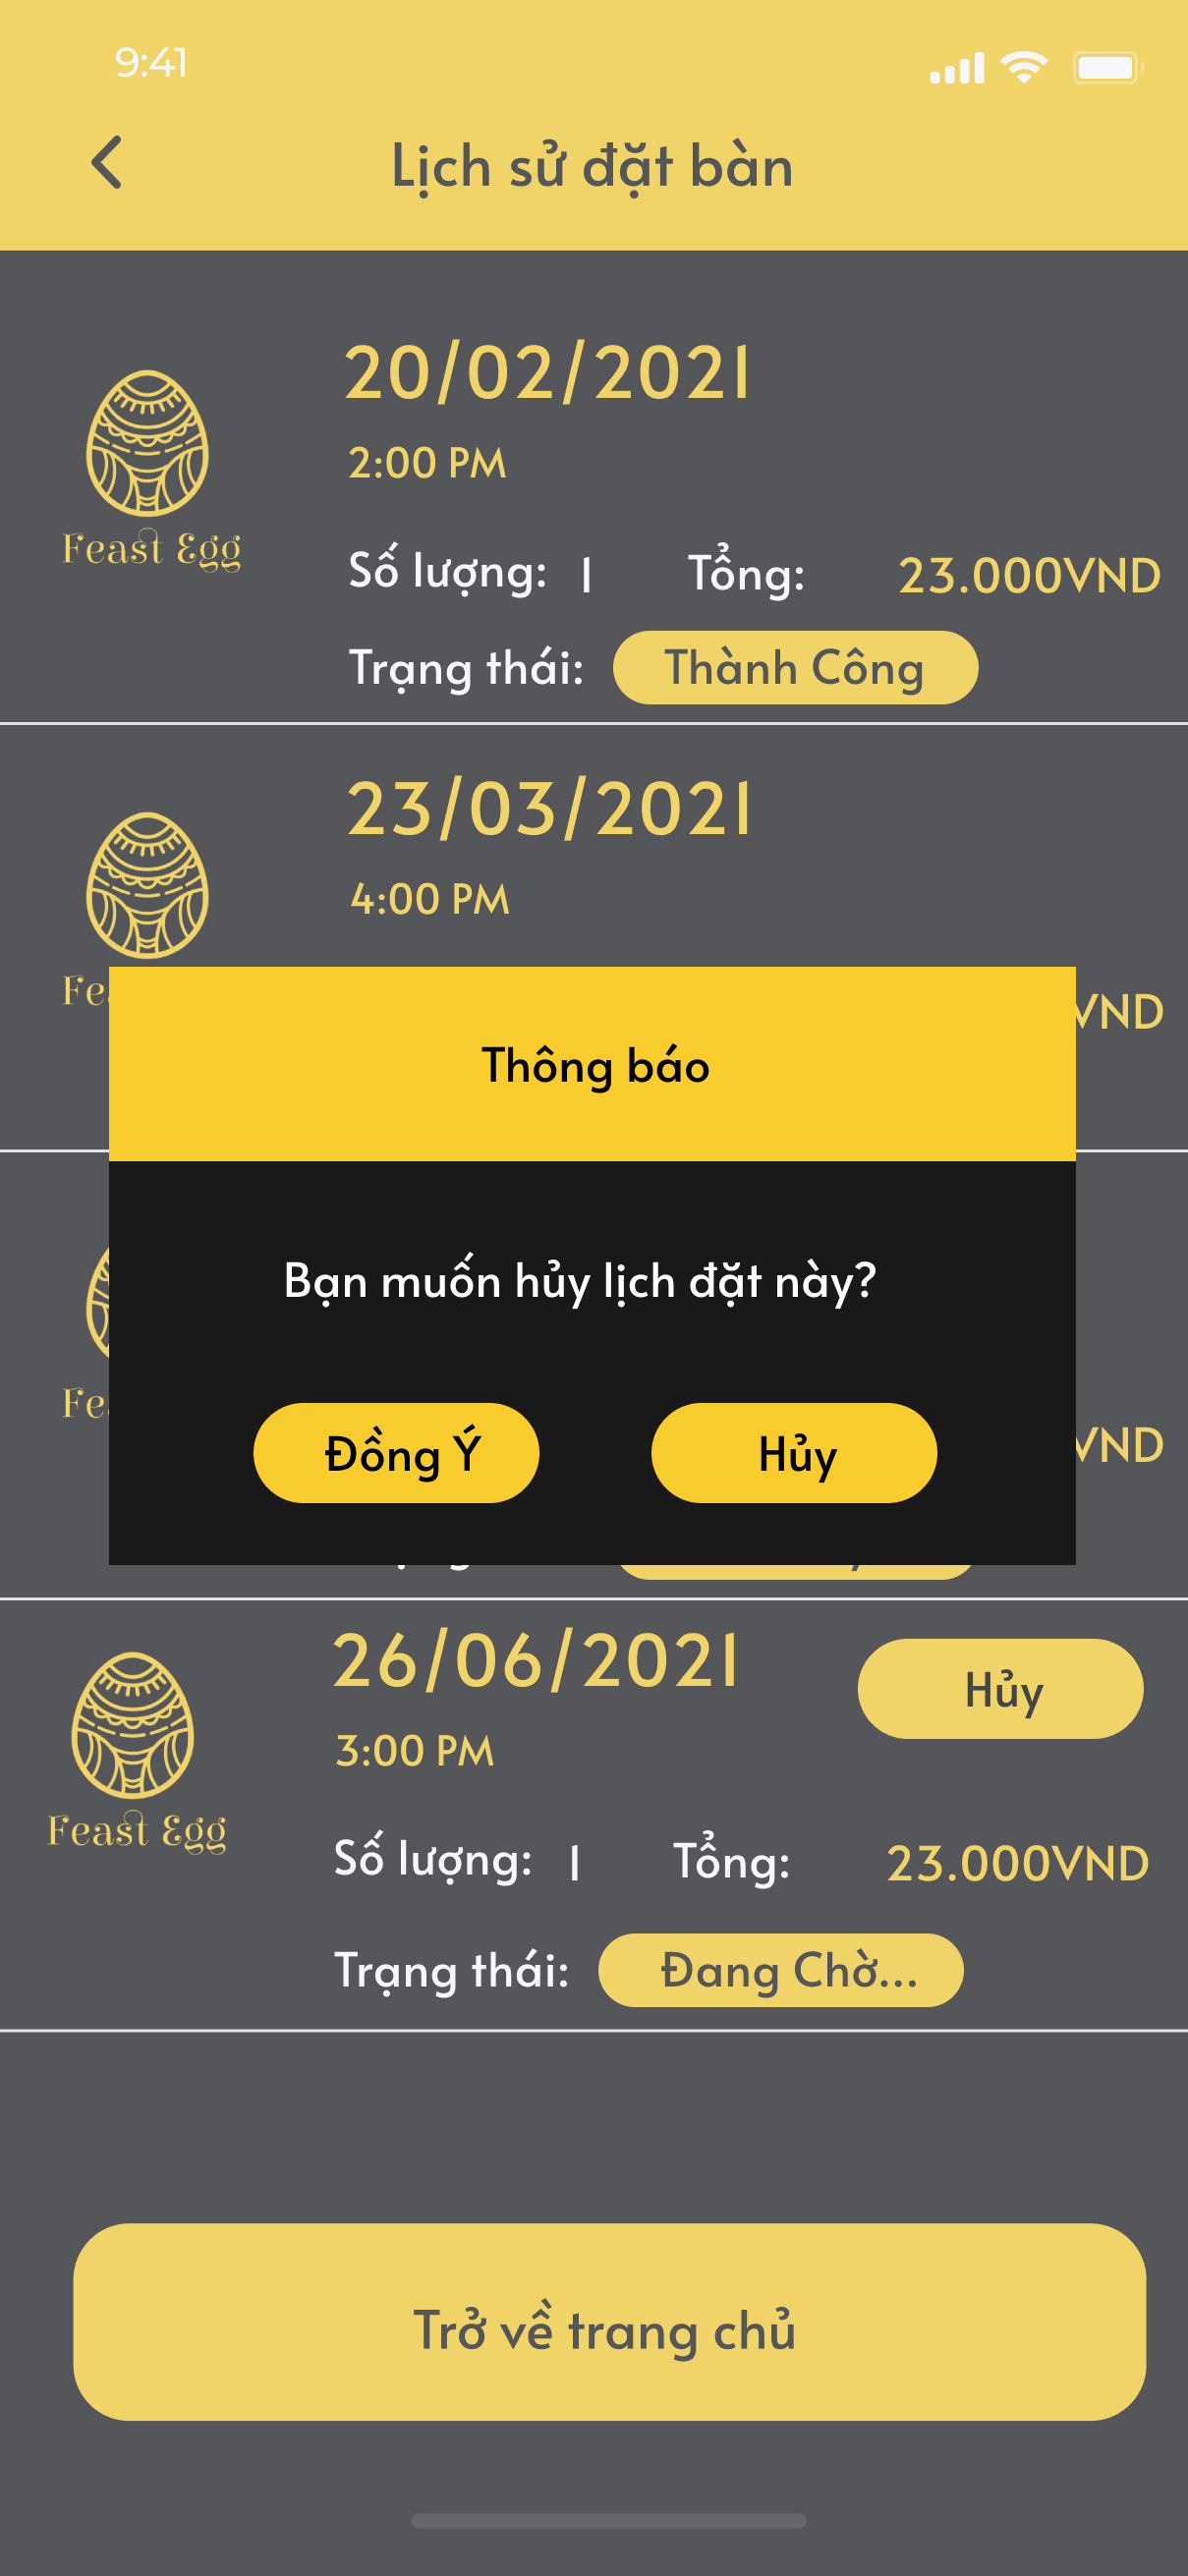 9:41
Lịch sử đặt bàn
20/02/2021
2:00 PM
Feast Egg
Số lượng: 1 Tổng: 23.000VND
Trạng thái: Thành Công
23/03/2021
4:00 PM
VND
Thông báo
Bạn muốn hủy lịch đặt này?
VND
Đồng Ý Hủy
26/06/2021
Hủy
3:00 PM
Feast Egg
Số lượng: 1 Tổng: 23.000VND
Trạng thái: Đang Chờ...
Trở về trang chủ